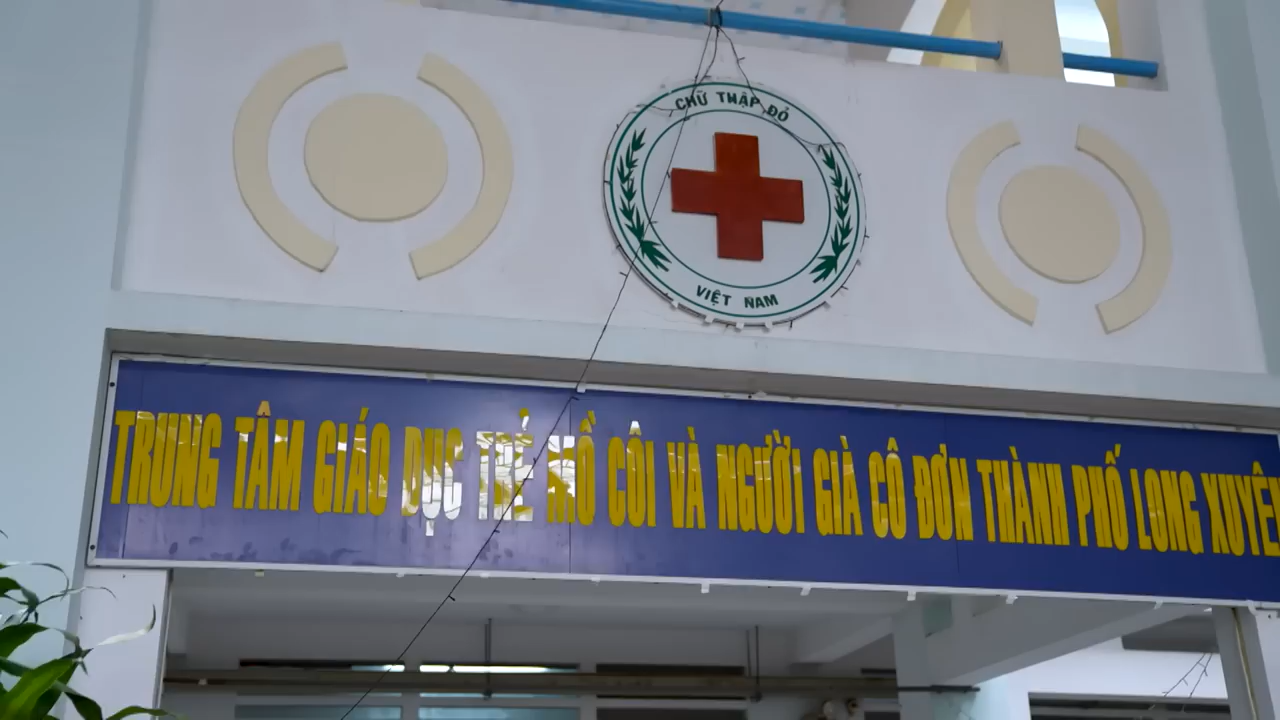 CHỮ THẬP ĐỎ
VIỆT NAM
TRUNG TÂM GIÁO DỤC TRẺ MỒ CÔI VÀ NGƯỜI GIÀ CÔ ĐƠN THÀNH PHỐ LONG XUYÊN